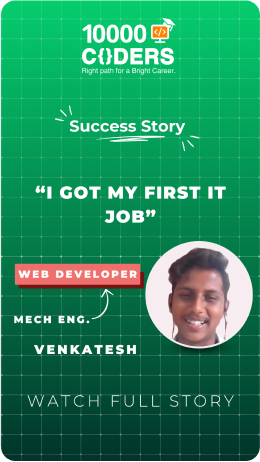 10000
C{}DERS
Right path for a Bright Career.
Success Story
“I GOT MY FIRST IT
JOB”
WEB DEVELOPER
MECH ENG.
VENKATESH
WATCH FULL STORY